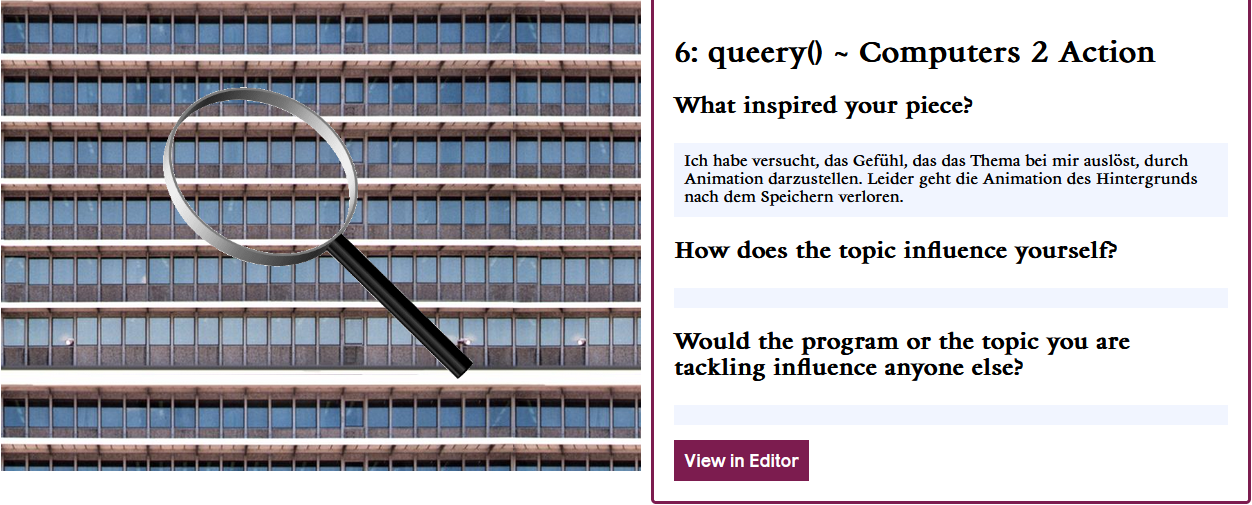 6: queery() ~ Computers 2 Action
What inspired your piece?
Ich habe versucht, das Gefühl, das das Thema bei mir auslöst, durch
Animation darzustellen. Leider geht die Animation des Hintergrunds
nach dem Speichern verloren.
How does the topic influence yourself?
Would the program or the topic you are
tackling influence anyone else?
View in Editor